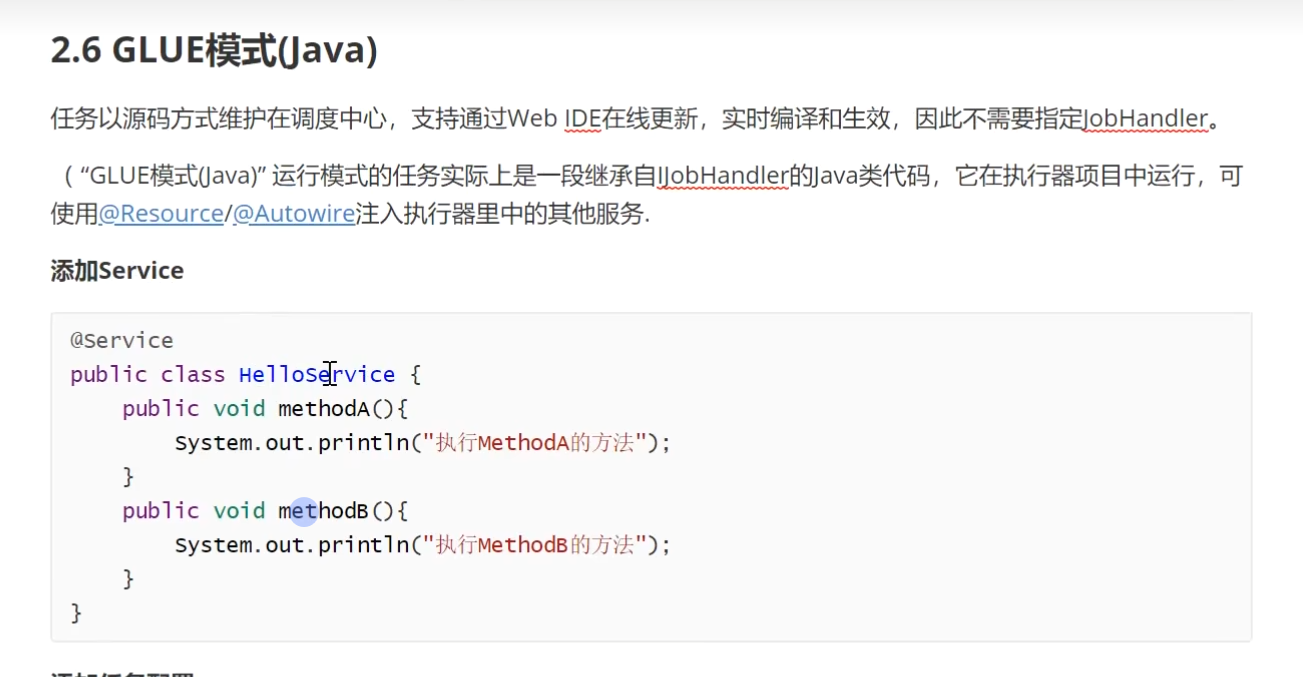 2.6 GLUE模式(Java)
任务以源码方式维护在调度中心，支持通过Web IDE在线更新，实时编译和生效，因此不需要指定JobHandler。
（ “GLUE模式(Java)” 运行模式的任务实际上是一段继承自IJobHandler的Java类代码，它在执行器项目中运行，可
使用@Resource/@Autowire注入执行器里中的其他服务.
添加Service
@Service
public class HelloService {
    public void methodA(){
        System.out.println("执行MethodA的方法");
    }
    public void methodB(){
        System.out.println("执行MethodB的方法");
    }
}
添加任务配置